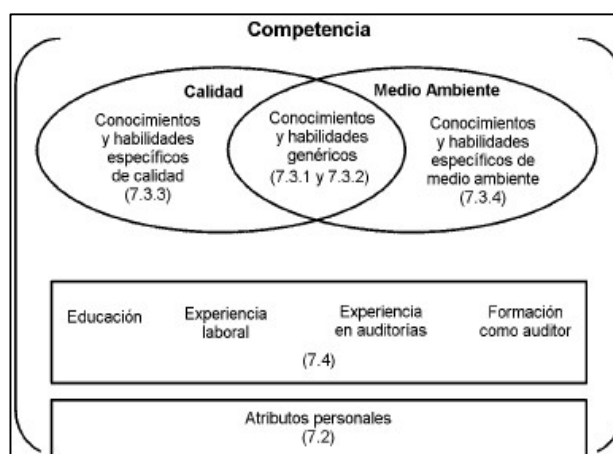 Competencia
Calidad
Medio Ambiente
Conocimientos
y habilidades
específicos
de calidad
(7.3.3)
Conocimientos
y habilidades
genéricos
(7.3.1 y 7.3.2)
Conocimientos
y habilidades
específicos de
medio ambiente
(7.3.4)
Educación
Experiencia
laboral
Experiencia
en auditorías
Formación
como auditor
(7.4)
Atributos personales
(7.2)